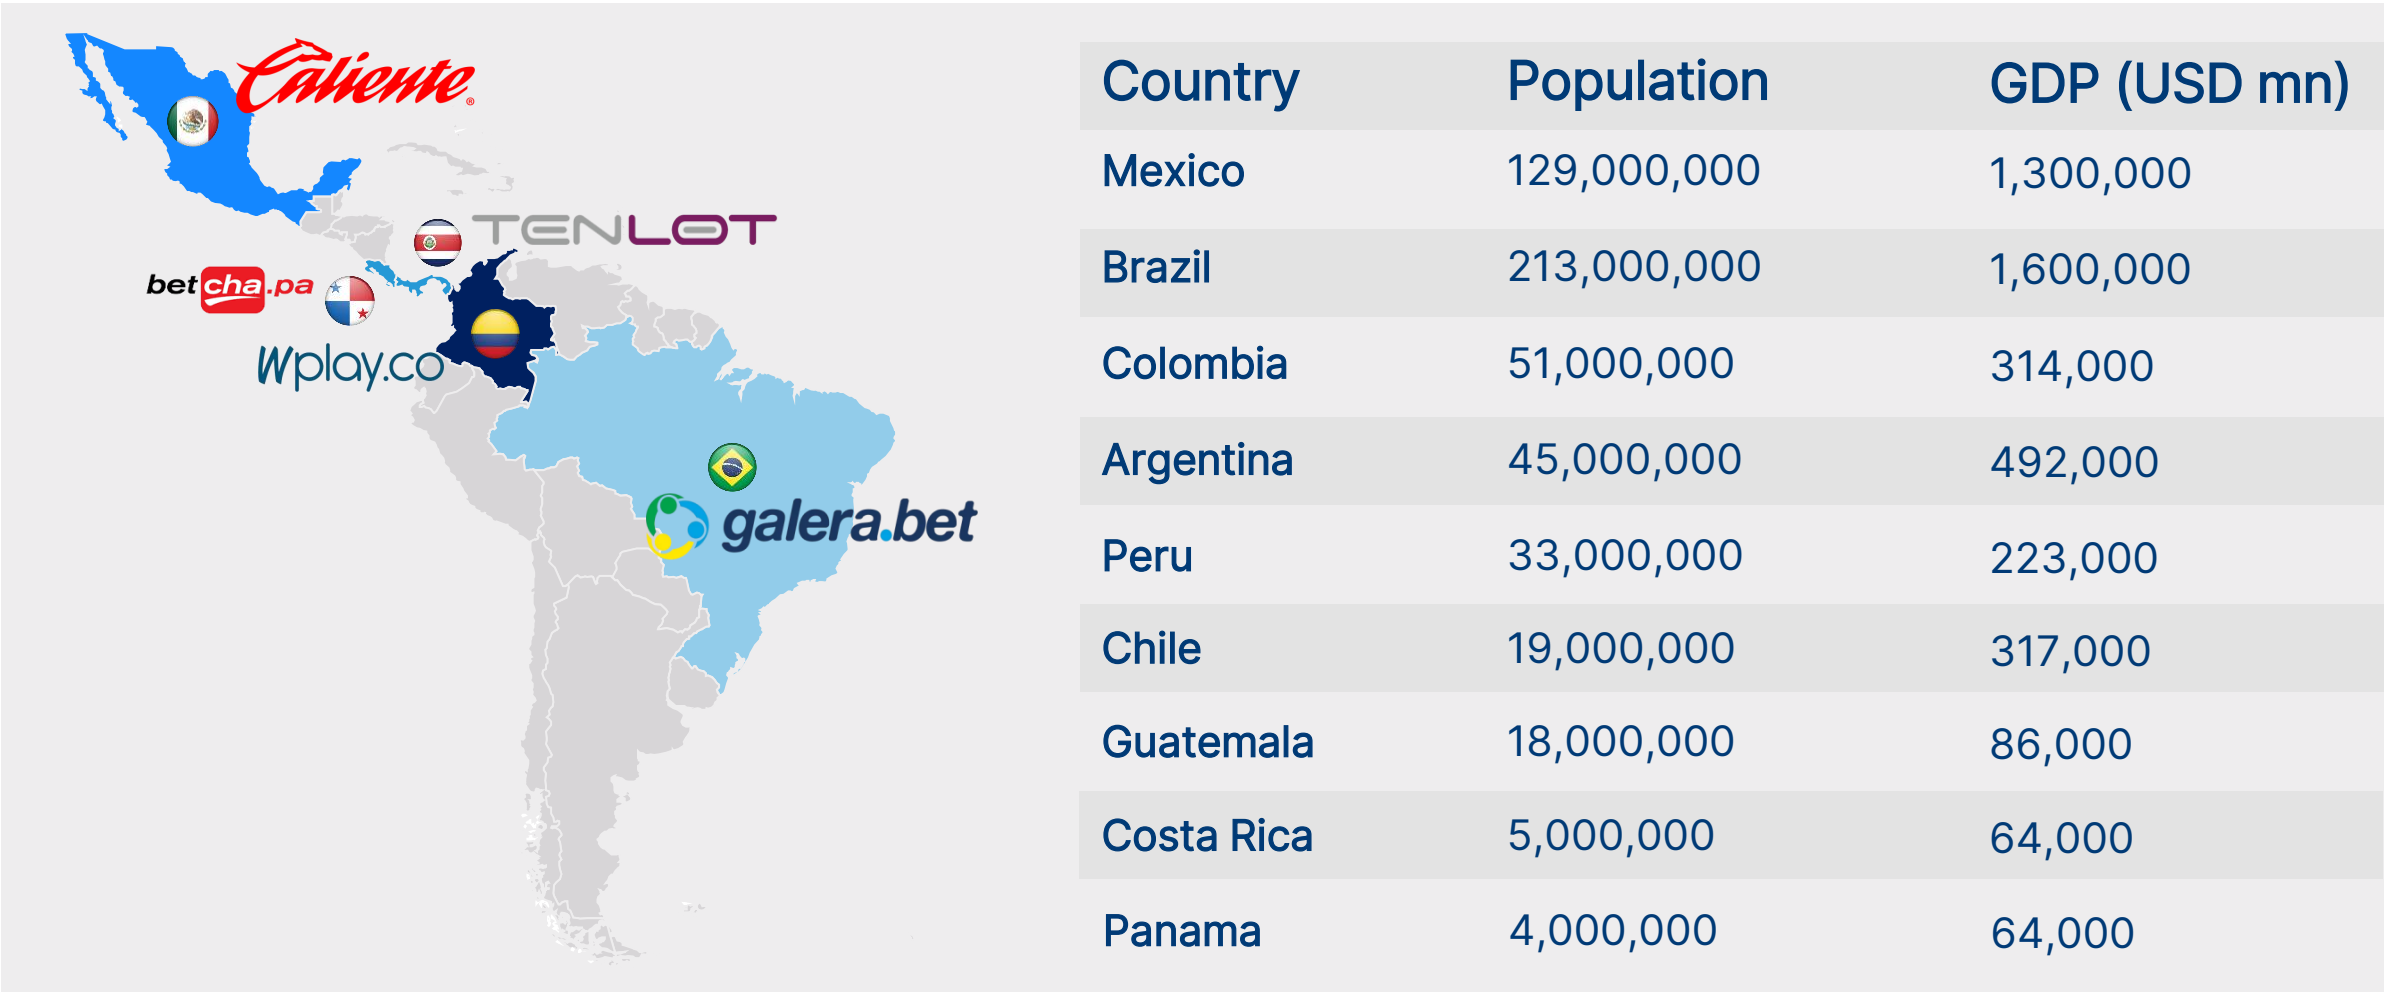 Caliente®
TENLOT
betcha.pa
Wplay.co
galera.bet
Country Population GDP (USD mn)
Mexico 129,000,000 1,300,000
Brazil 213,000,000 1,600,000
Colombia 51,000,000 314,000
Argentina 45,000,000 492,000
Peru 33,000,000 223,000
Chile 19,000,000 317,000
Guatemala 18,000,000 86,000
Costa Rica 5,000,000 64,000
Panama 4,000,000 64,000